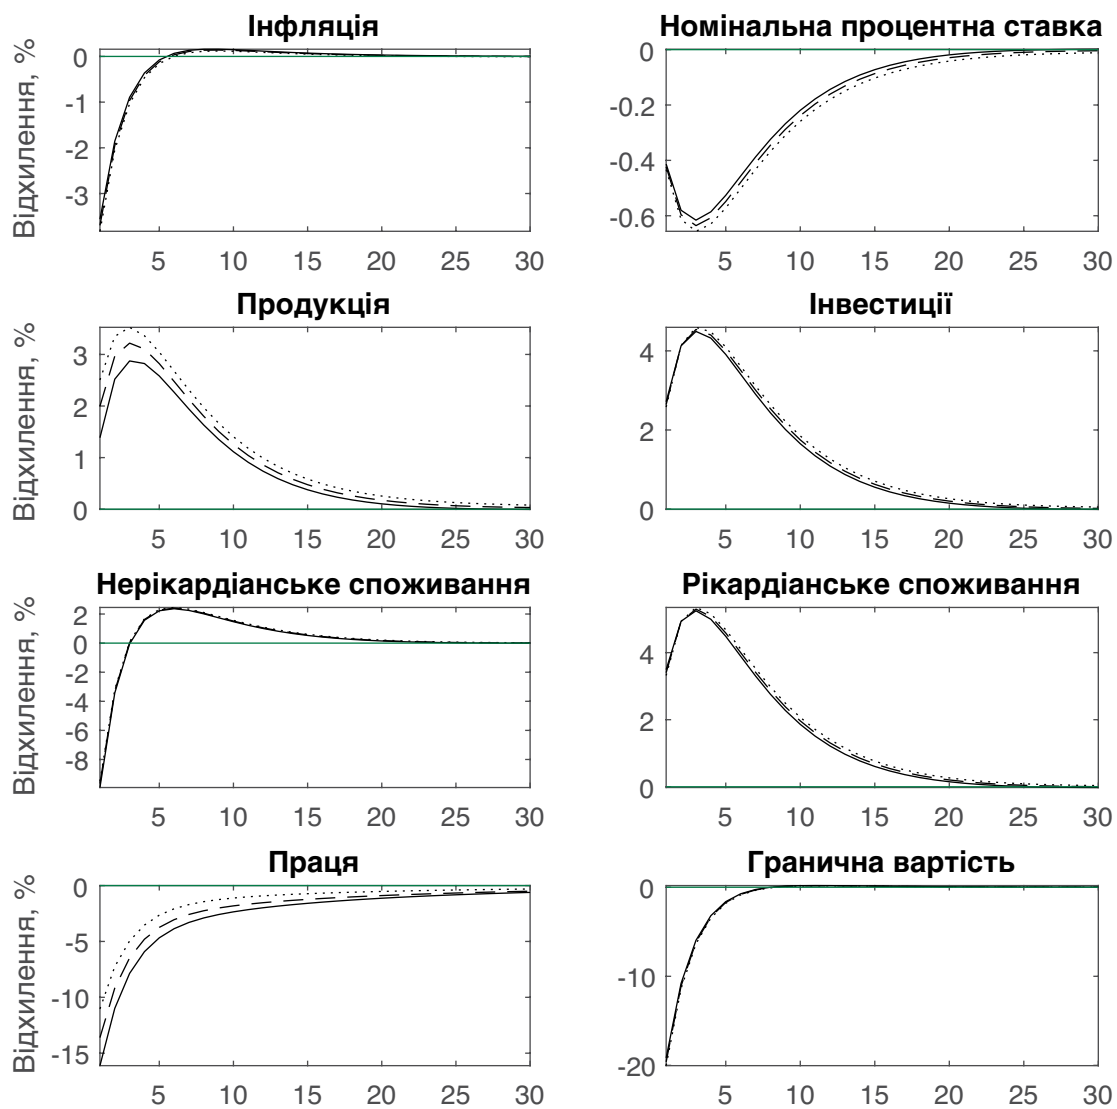 Інфляція
Номінальна процентна ставка
Відхилення, %
0
-1
-2
-3
5 10 15 20 25 30
0
-0.2
-0.4
-0.6
5 10 15 20 25 30
Продукція
Інвестиції
Відхилення, %
3
2
1
0
5 10 15 20 25 30
4
2
0
5 10 15 20 25 30
Нерікардіанське споживання
Рікардіанське споживання
Відхилення, %
2
0
-2
-4
-6
-8
5 10 15 20 25 30
4
2
0
5 10 15 20 25 30
Праця
Гранична вартість
Відхилення, %
0
-5
-10
-15
5 10 15 20 25 30
0
-10
-20
5 10 15 20 25 30